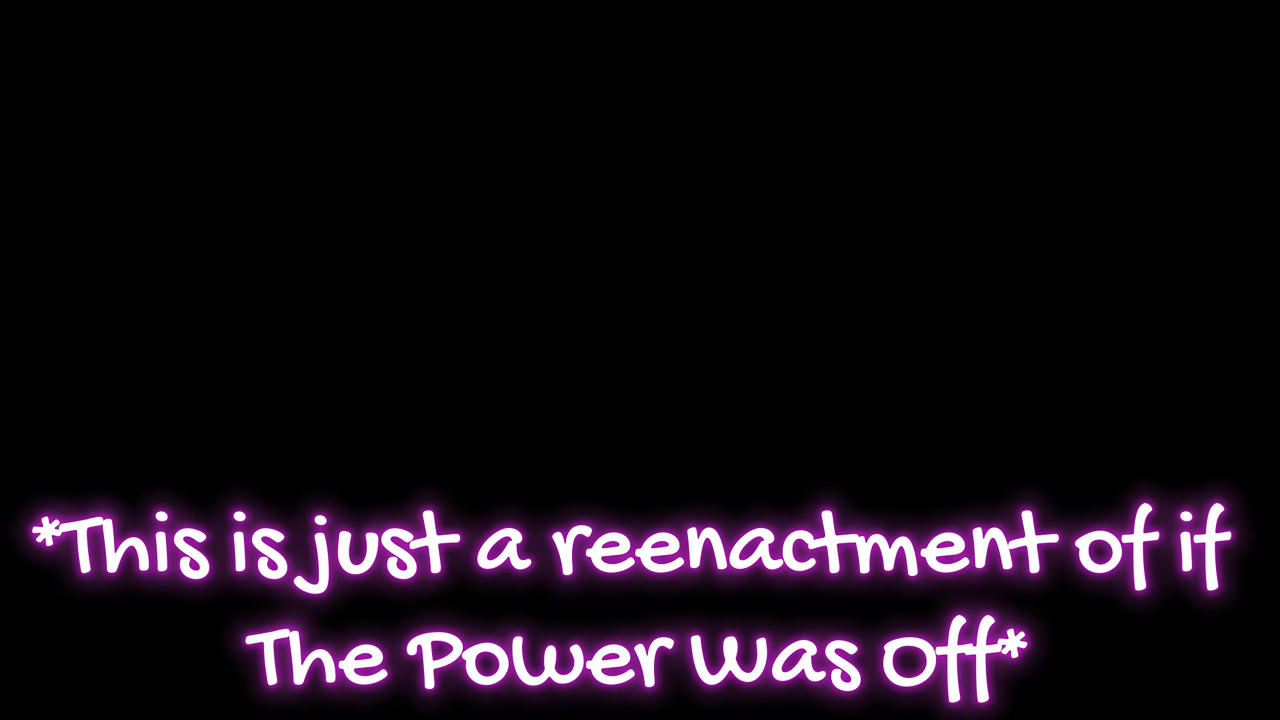 *This is just a reenactment of if
The Power Was Off*